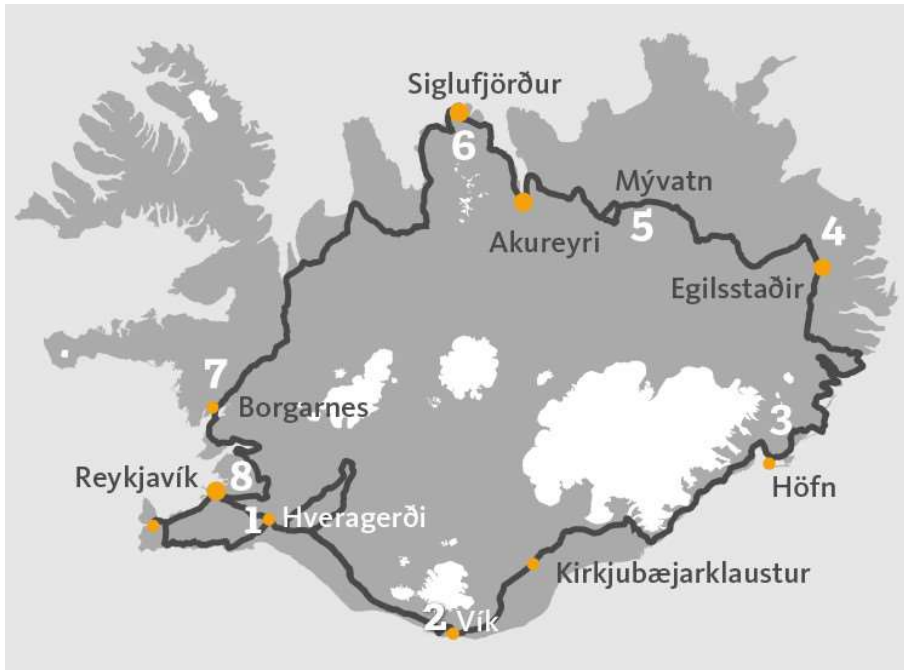 Siglufjörður
6
Mývatn
Akureyri
5
4
Egilsstaðir
7
Borgarnes
3
Reykjavík
8
Höfn
1
Hveragerði
Kirkjubæjarklaustur
2
Vík